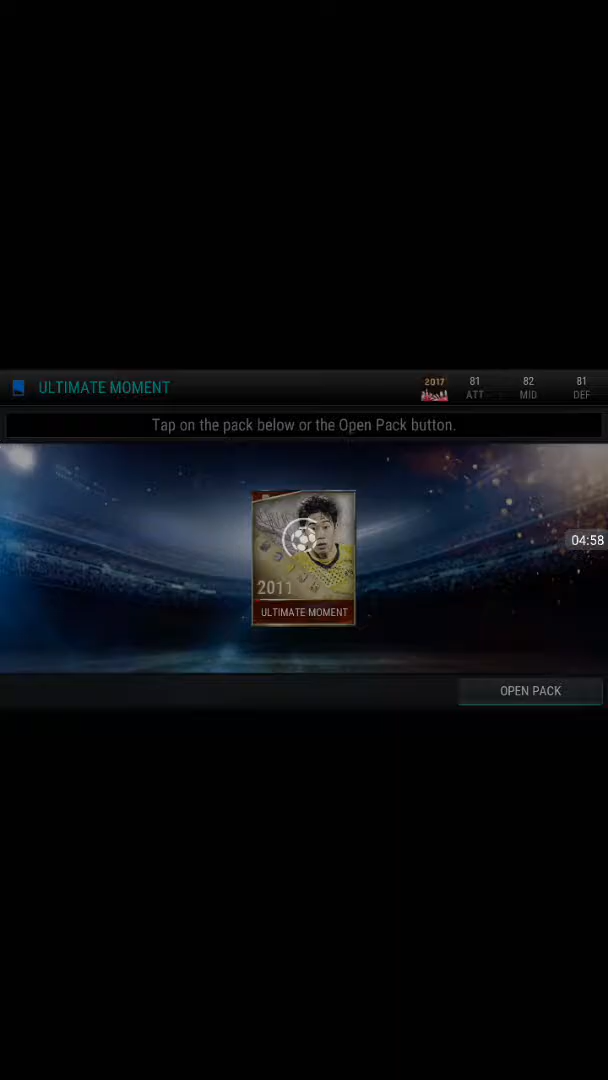 ULTIMATE MOMENT
2017
81
82
81
ATT
MID
DEF
Tap on the pack below or the Open Pack button.
04:58
2011
ULTIMATE MOMENT
OPEN PACK